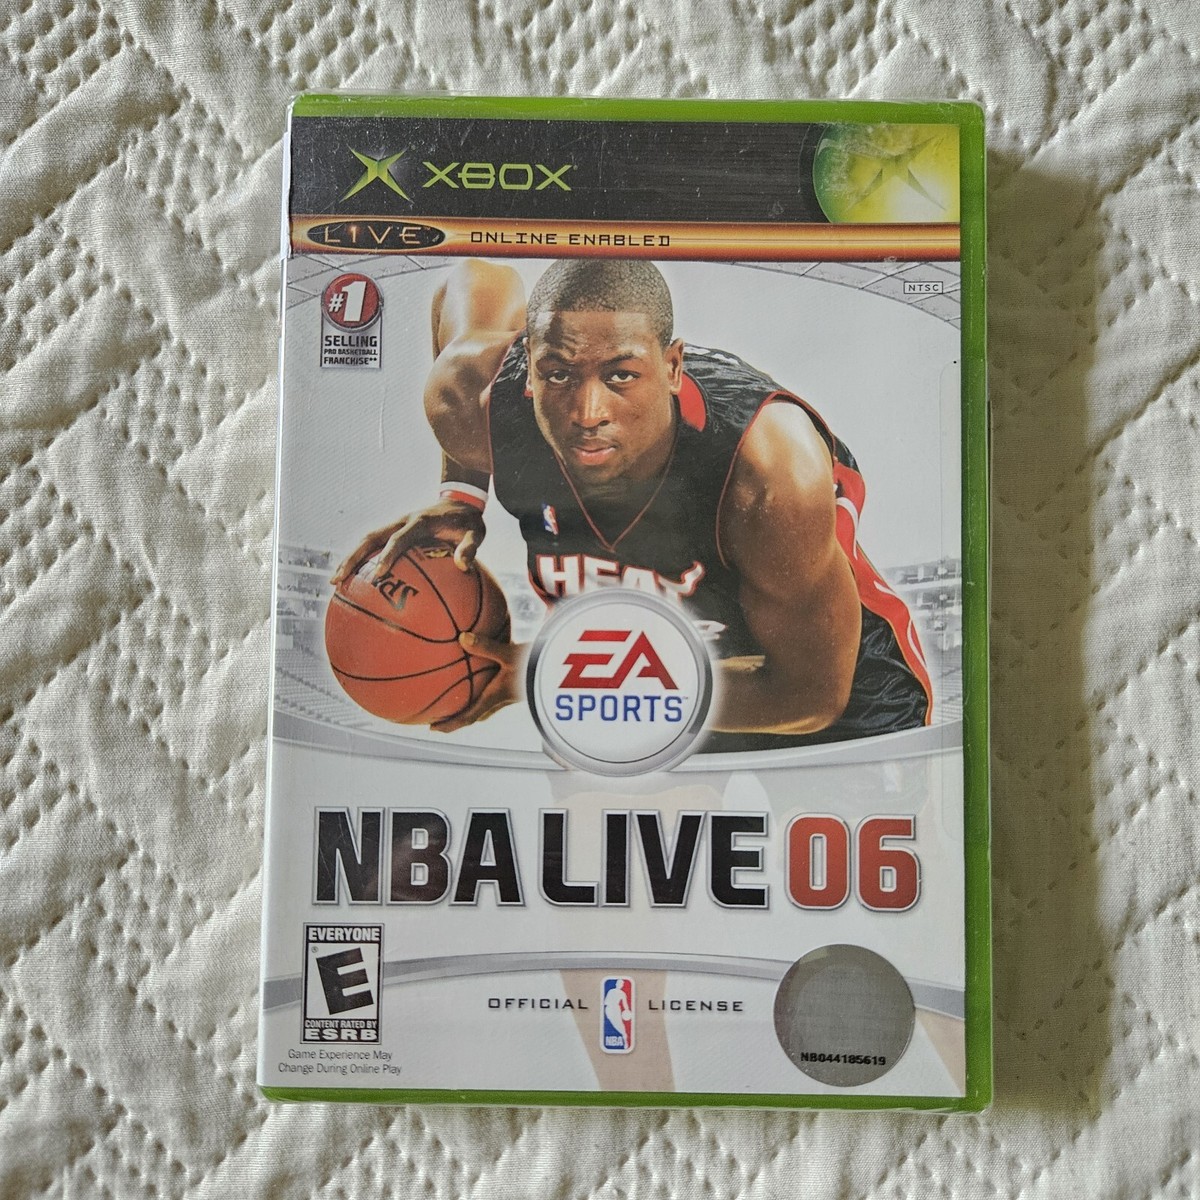 XBOX
LIVE ONLINE ENABLED
NTSC
#1
SELLING
PRO BASKETBALL
FRANCHISE**
HEAT
EA
SPORTS™
NBA LIVE 06
EVERYONE
E®
CONTENT RATED BY
ESRB
Game Experience May
Change During Online Play
OFFICIAL NBA LICENSE
NB044185619